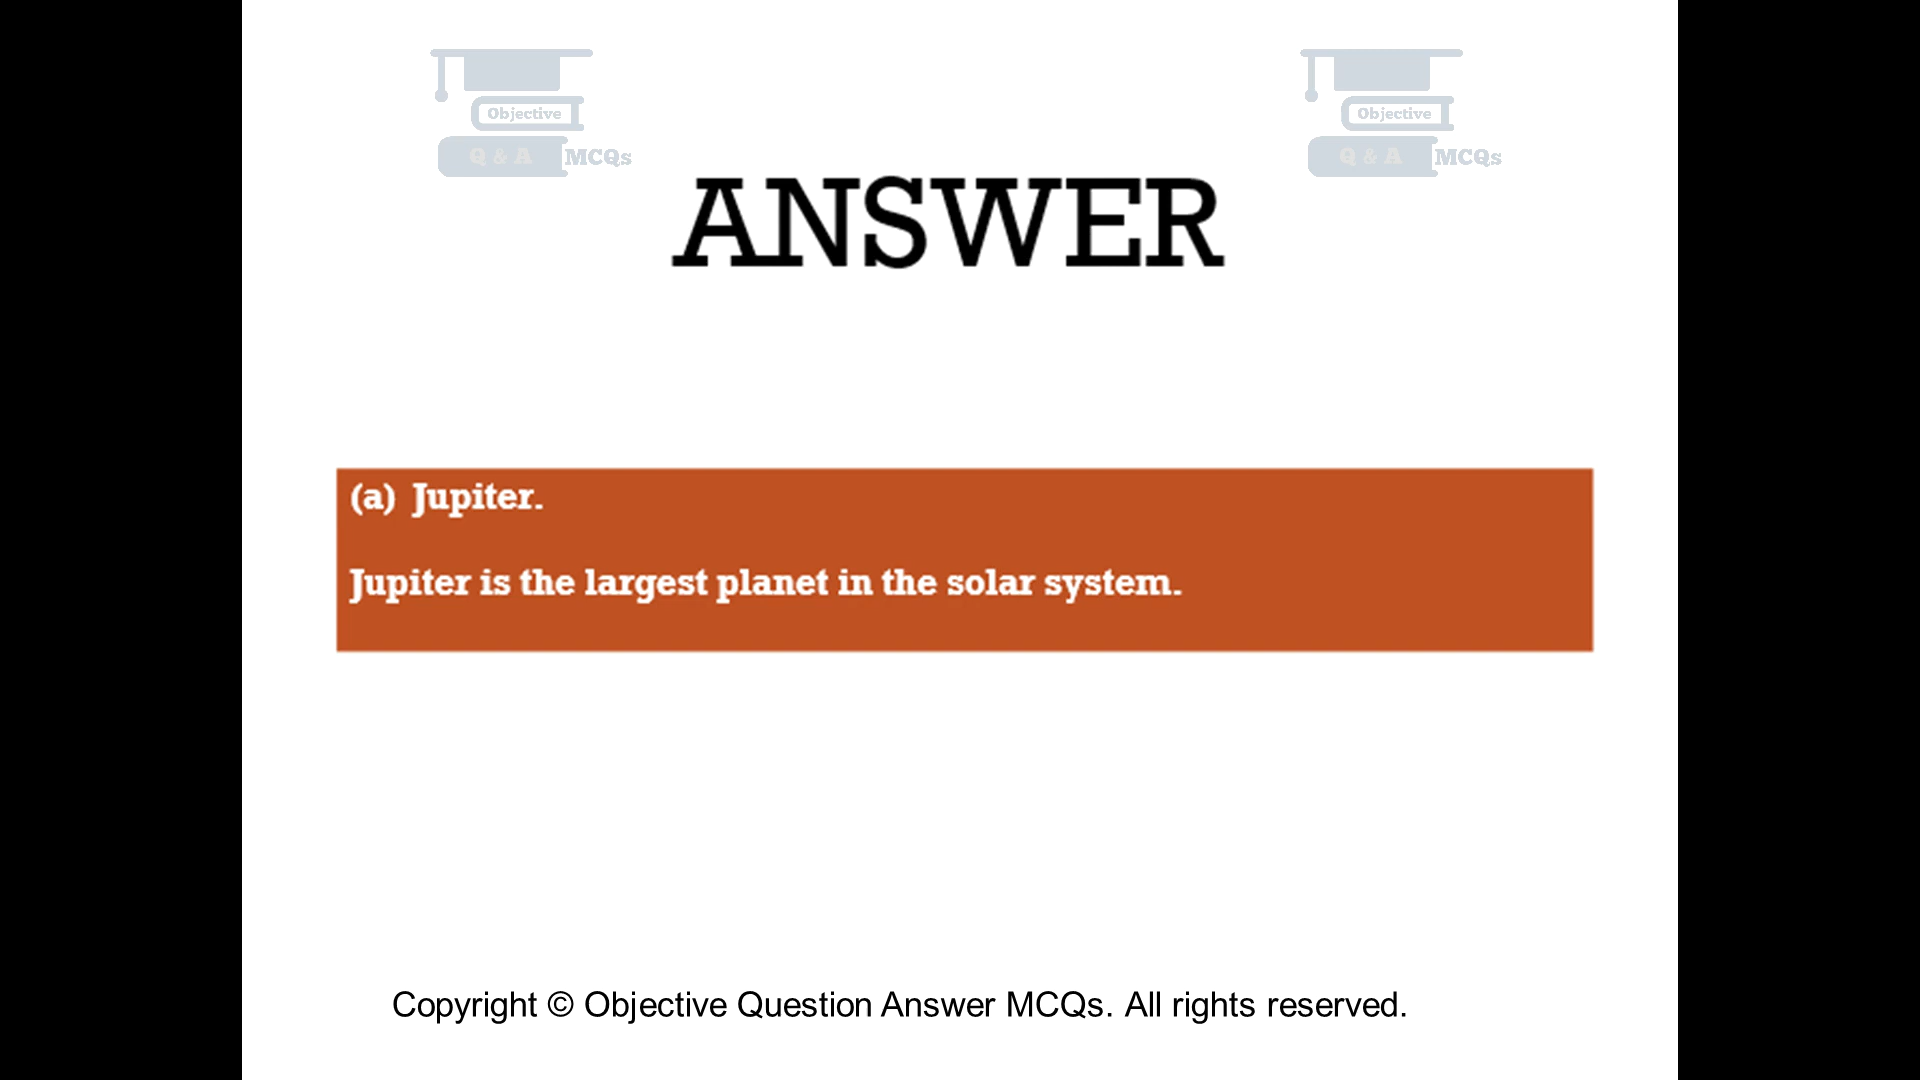 Objective
Q & A MCQs
Objective
Q & A MCQs
ANSWER
(a) Jupiter.
Jupiter is the largest planet in the solar system.
Copyright © Objective Question Answer MCQs. All rights reserved.